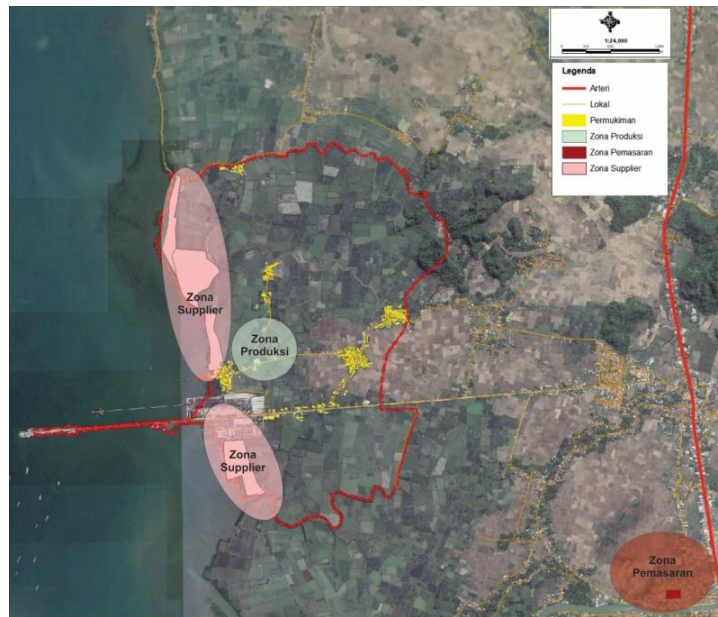 1:24,000
Legenda
Arteri
Lokal
Permukiman
Zona Produksi
Zona Pemasaran
Zona Supplier
Zona
Supplier
Zona
Produksi
Zona
Supplier
Zona
Pemasaran